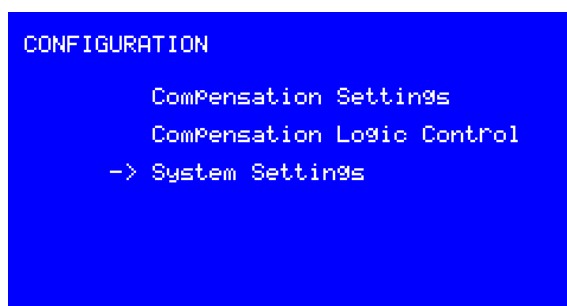 CONFIGURATION
Compensation Settings
Compensation Logic Control
-> System Settings